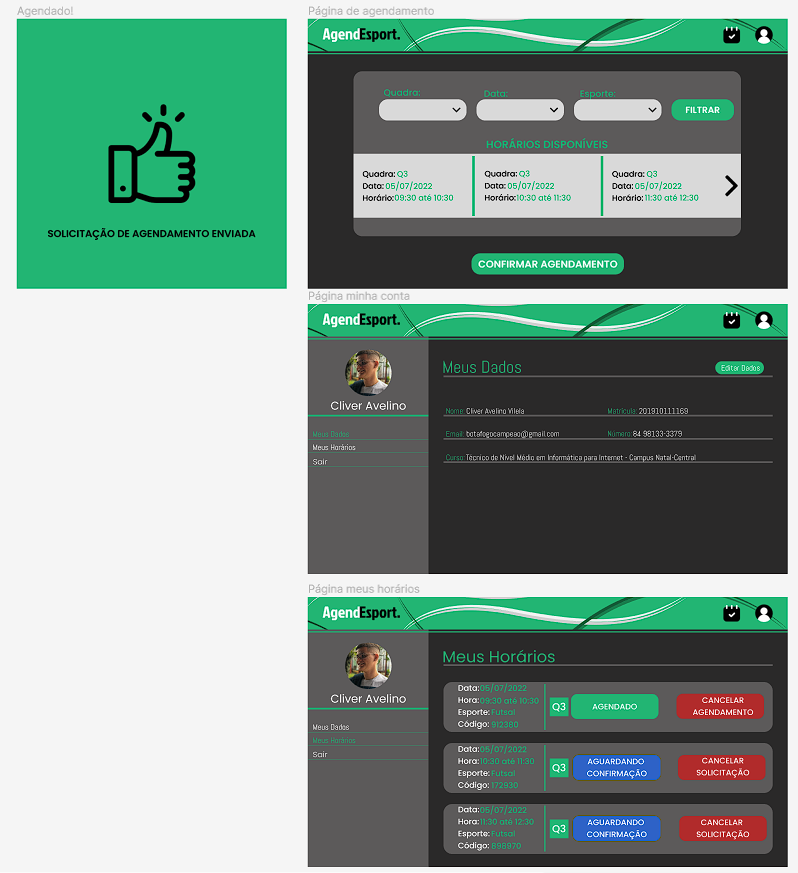 Agendado!
SOLICITAÇÃO DE AGENDAMENTO ENVIADA
Página de agendamento
AgendEsport.
Quadra:
Data:
Esporte:
FILTRAR
HORÁRIOS DISPONÍVEIS
Quadra: Q3
Data: 05/07/2022
Horário:09:30 até 10:30
Quadra: Q3
Data: 05/07/2022
Horário:10:30 até 11:30
Quadra: Q3
Data: 05/07/2022
Horário:11:30 até 12:30
CONFIRMAR AGENDAMENTO
Página minha conta
AgendEsport.
Cliver Avelino
Meus Dados
Meus Horários
Sair
Meus Dados
Editar Dados
Nome: Cliver Avelino Vilela
Matrícula: 201910111169
Email: botafogocampeao@gmail.com
Número: 84 98133-3379
Curso: Técnico de Nível Médio em Informática para Internet - Campus Natal-Central
Página meus horários
AgendEsport.
Cliver Avelino
Meus Dados
Meus Horários
Sair
Meus Horários
Data:05/07/2022
Hora:09:30 até 10:30
Esporte:Futsal
Código: 912380
Q3
AGENDADO
CANCELAR
AGENDAMENTO
Data:05/07/2022
Hora:10:30 até 11:30
Esporte:Futsal
Código: 172930
Q3
AGUARDANDO
CONFIRMAÇÃO
CANCELAR
SOLICITAÇÃO
Data:05/07/2022
Hora:11:30 até 12:30
Esporte:Futsal
Código:
Q3
AGUARDANDO
CONFIRMAÇÃO
CANCELAR
SOLICITAÇÃO